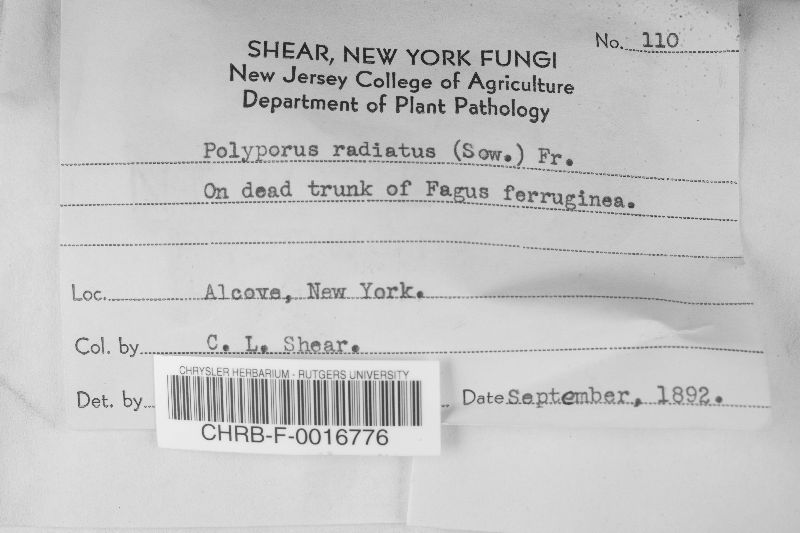 No. 110
SHEAR, NEW YORK FUNGI
New Jersey College of Agriculture
Department of Plant Pathology
Polyporus radiatus (Sow.) Fr.
On dead trunk of Fagus ferruginea.
Loc. Alcove, New York.
Col. by C. L. Shear.
Det. by Date September, 1892.
CHRYSLER HERBARIUM - RUTGERS UNIVERSITY
CHRB-F-0016776